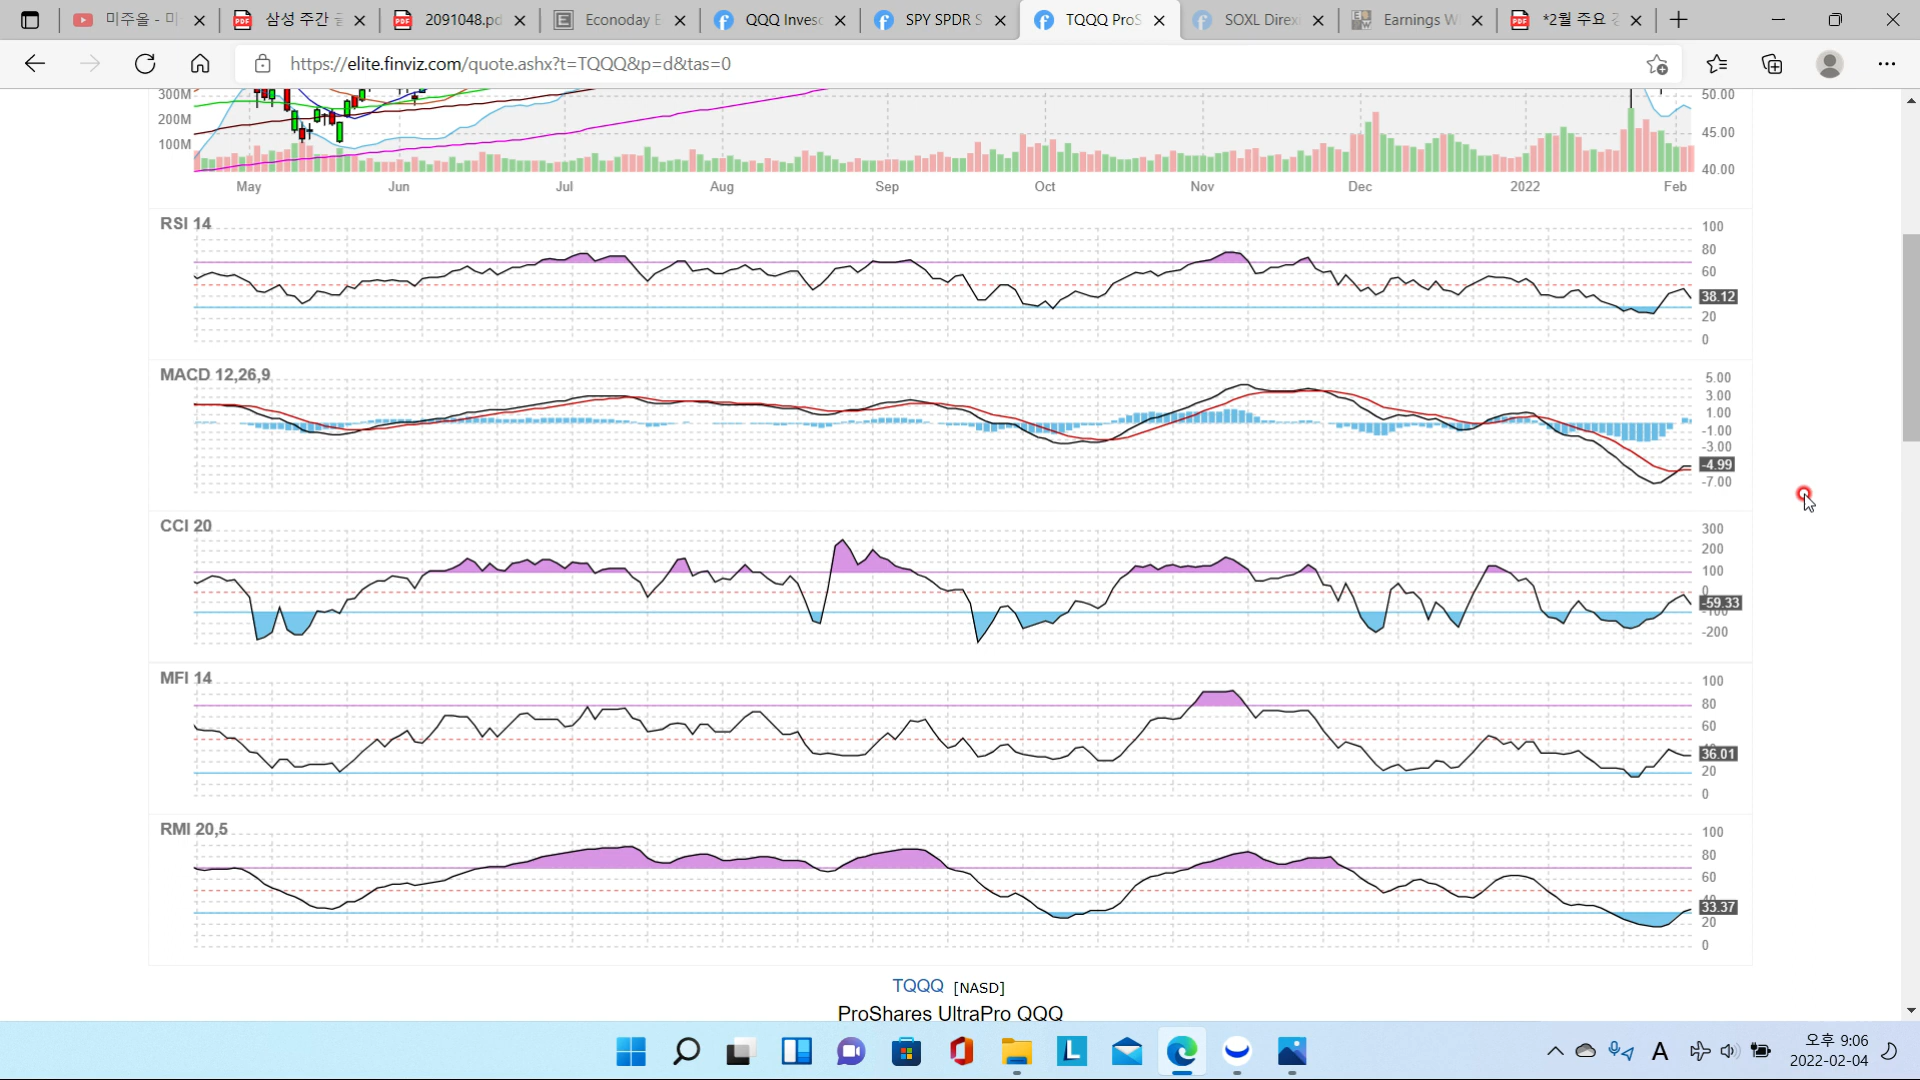 미주올 - 미
삼성 주간
2091048.pd
Econoday E
QQQ Invesc
SPY SPDR S
TQQQ ProS
SOXL Direx
Earnings W
*2월 주요
https://elite.finviz.com/quote.ashx?t=TQQQ&p=d&tas=0
300M
200M
100M
50.00
45.00
40.00
May Jun Jul Aug Sep Oct Nov Dec 2022 Feb
RSI 14
100
80
60
38.12
20
0
MACD 12,26,9
5.00
3.00
1.00
-1.00
-3.00
-4.99
-7.00
CCI 20
300
200
100
0
-59.33
-100
-200
MFI 14
100
80
60
40
36.01
20
0
RMI 20,5
100
80
60
40
33.37
20
0
TQQQ [NASD]
ProShares UltraPro QQQ
A
오후 9:06
2022-02-04